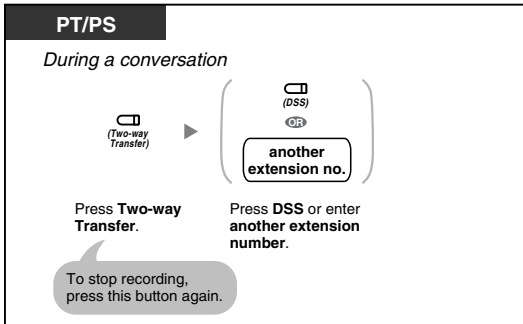 PT/PS
During a conversation
(DSS)
OR
(Two-way
Transfer)
another
extension no.
Press Two-way
Transfer.
Press DSS or enter
another extension
number.
To stop recording,
press this button again.